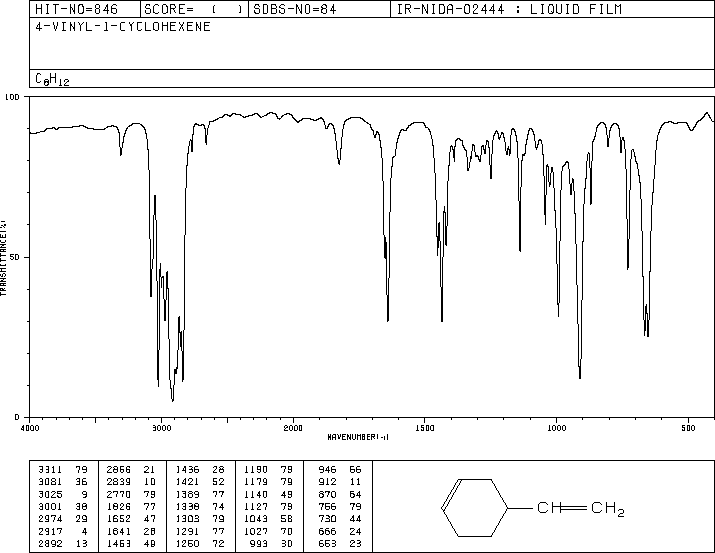 HIT-NO=846 SCORE= ( ) SDBS-NO=84 IR-NIDA-02444 : LIQUID FILM
4-VINYL-1-CYCLOHEXENE
C8H12
100
50
0
TRANSMITTANCE(%)
4000 3000 2000 1500 1000 500
WAVENUMBER(-1)
3311 79 2866 21 1436 28 1190 79 946 66
3081 36 2839 10 1421 52 1179 79 912 11
3025 9 2770 79 1389 77 1140 49 870 64
3001 38 1826 77 1338 74 1127 79 756 79
2974 29 1652 47 1303 79 1043 58 730 44
2917 4 1641 28 1291 77 1027 70 666 24
2892 13 1453 49 1250 72 993 30 653 23
CH=CH2